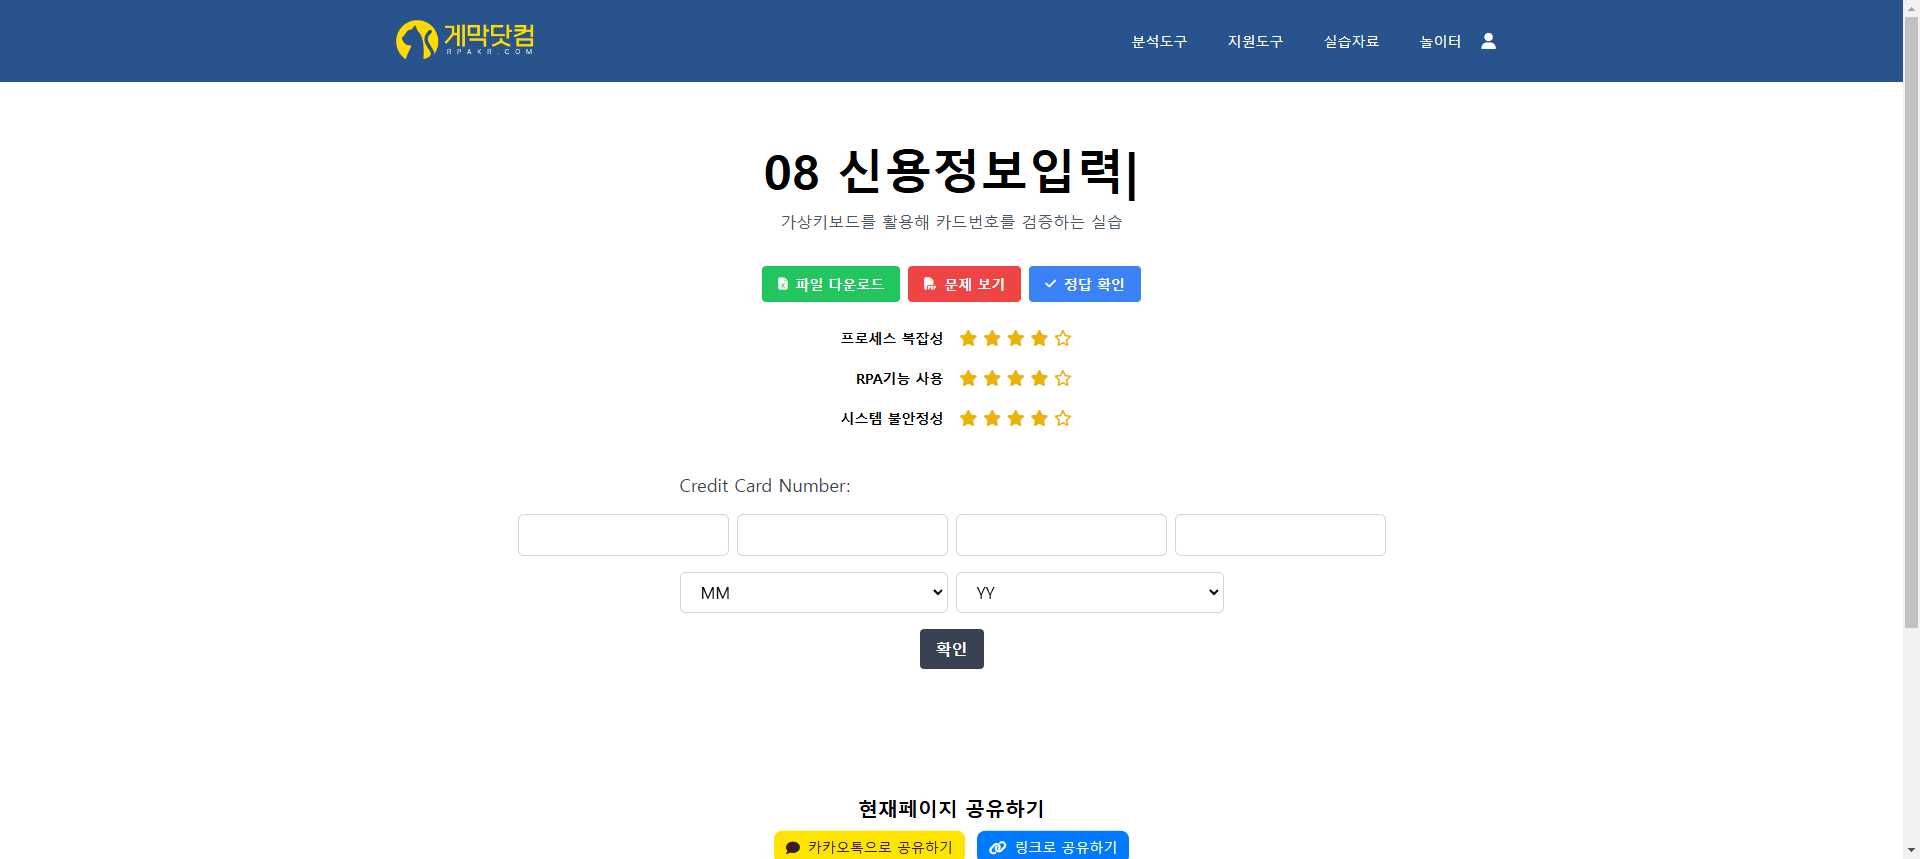 게막닷컴
RPAKR.COM
분석도구 지원도구 실습자료 놀이터
08 신용정보입력|
가상키보드를 활용해 카드번호를 검증하는 실습
파일 다운로드 문제 보기 정답 확인
프로세스 복잡성
RPA기능 사용
시스템 불안정성
Credit Card Number:
MM YY
확인
현재페이지 공유하기
카카오톡으로 공유하기 링크로 공유하기